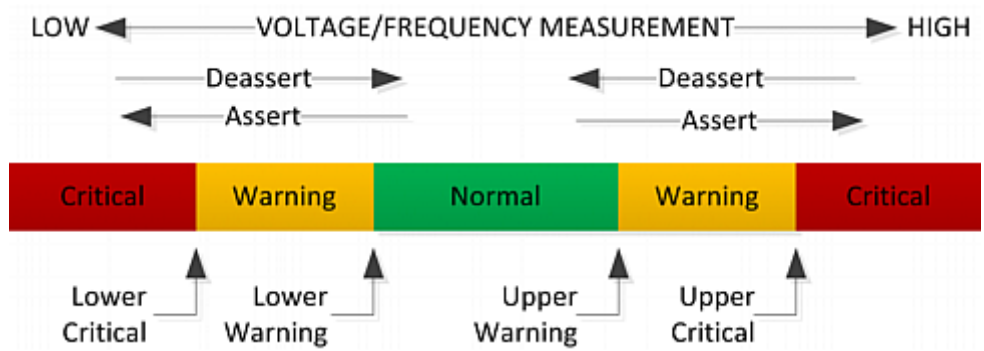 LOW VOLTAGE/FREQUENCY MEASUREMENT HIGH
Deassert Deassert
Assert Assert
Critical Warning Normal Warning Critical
Lower Lower Upper Upper
Critical Warning Warning Critical